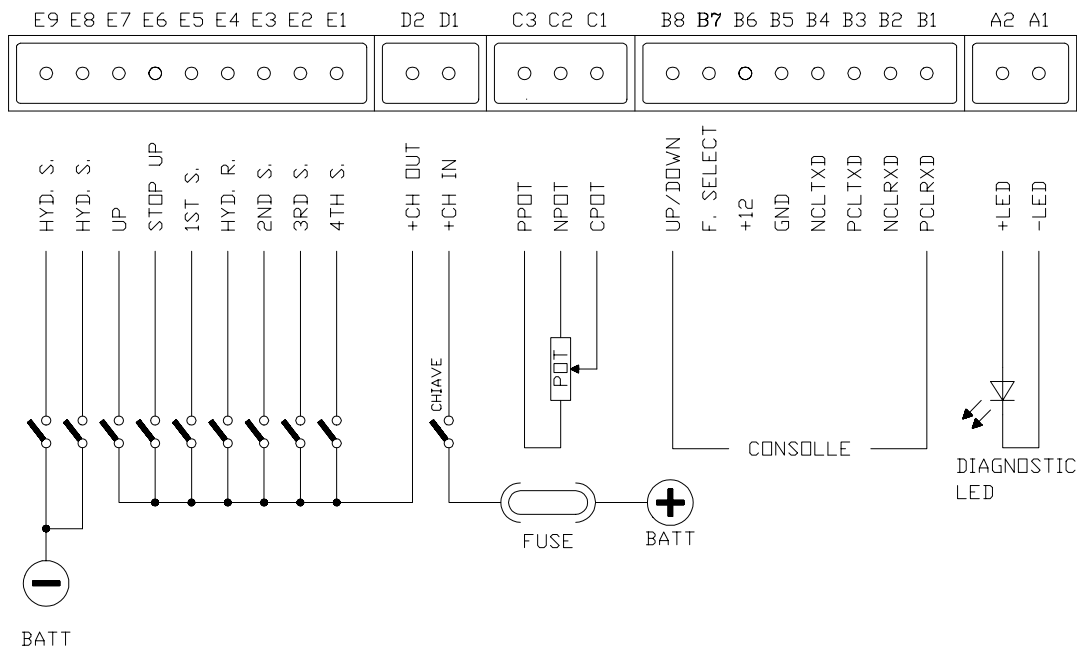 E9 E8 E7 E6 E5 E4 E3 E2 E1 D2 D1 C3 C2 C1 B8 B7 B6 B5 B4 B3 B2 B1 A2 A1
HYD. S.
HYD. S.
UP
STOP UP
1ST S.
HYD. R.
2ND S.
3RD S.
4TH S.
+CH OUT
+CH IN
PPOT
NPOT
CPOT
UP/DOWN
F. SELECT
+12
GND
NCLTXD
PCLTXD
NCLRXD
PCLRXD
+LED
-LED
CHIAVE
POT
CONSOLLE
DIAGNOSTIC
LED
FUSE
BATT
BATT